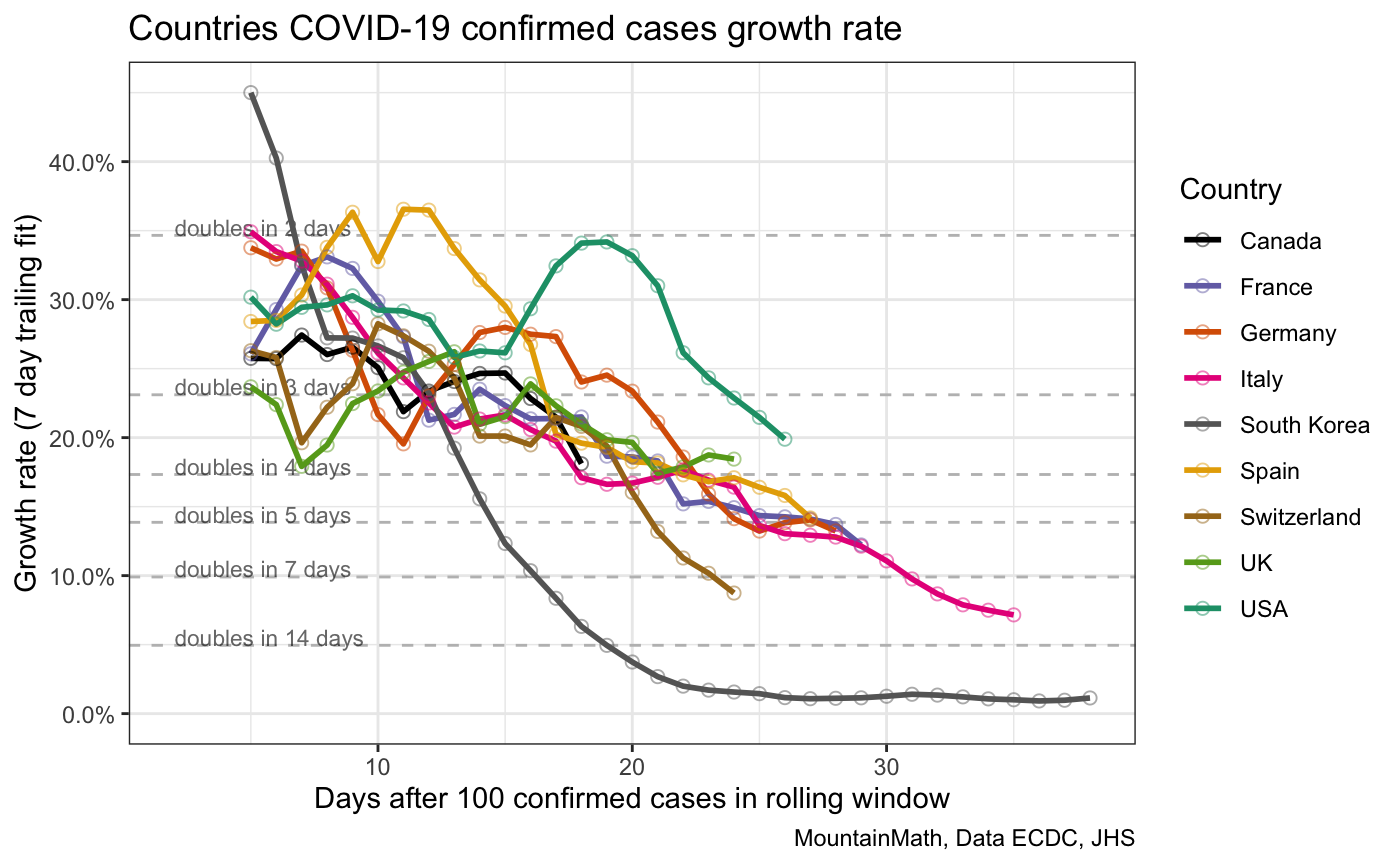 Countries COVID-19 confirmed cases growth rate
Growth rate (7 day trailing fit)
40.0%
30.0%
20.0%
10.0%
0.0%
doubles in 2 days
doubles in 3 days
doubles in 4 days
doubles in 5 days
doubles in 7 days
doubles in 14 days
10
20
30
Days after 100 confirmed cases in rolling window
MountainMath, Data ECDC, JHS
Country
Canada
France
Germany
Italy
South Korea
Spain
Switzerland
UK
USA